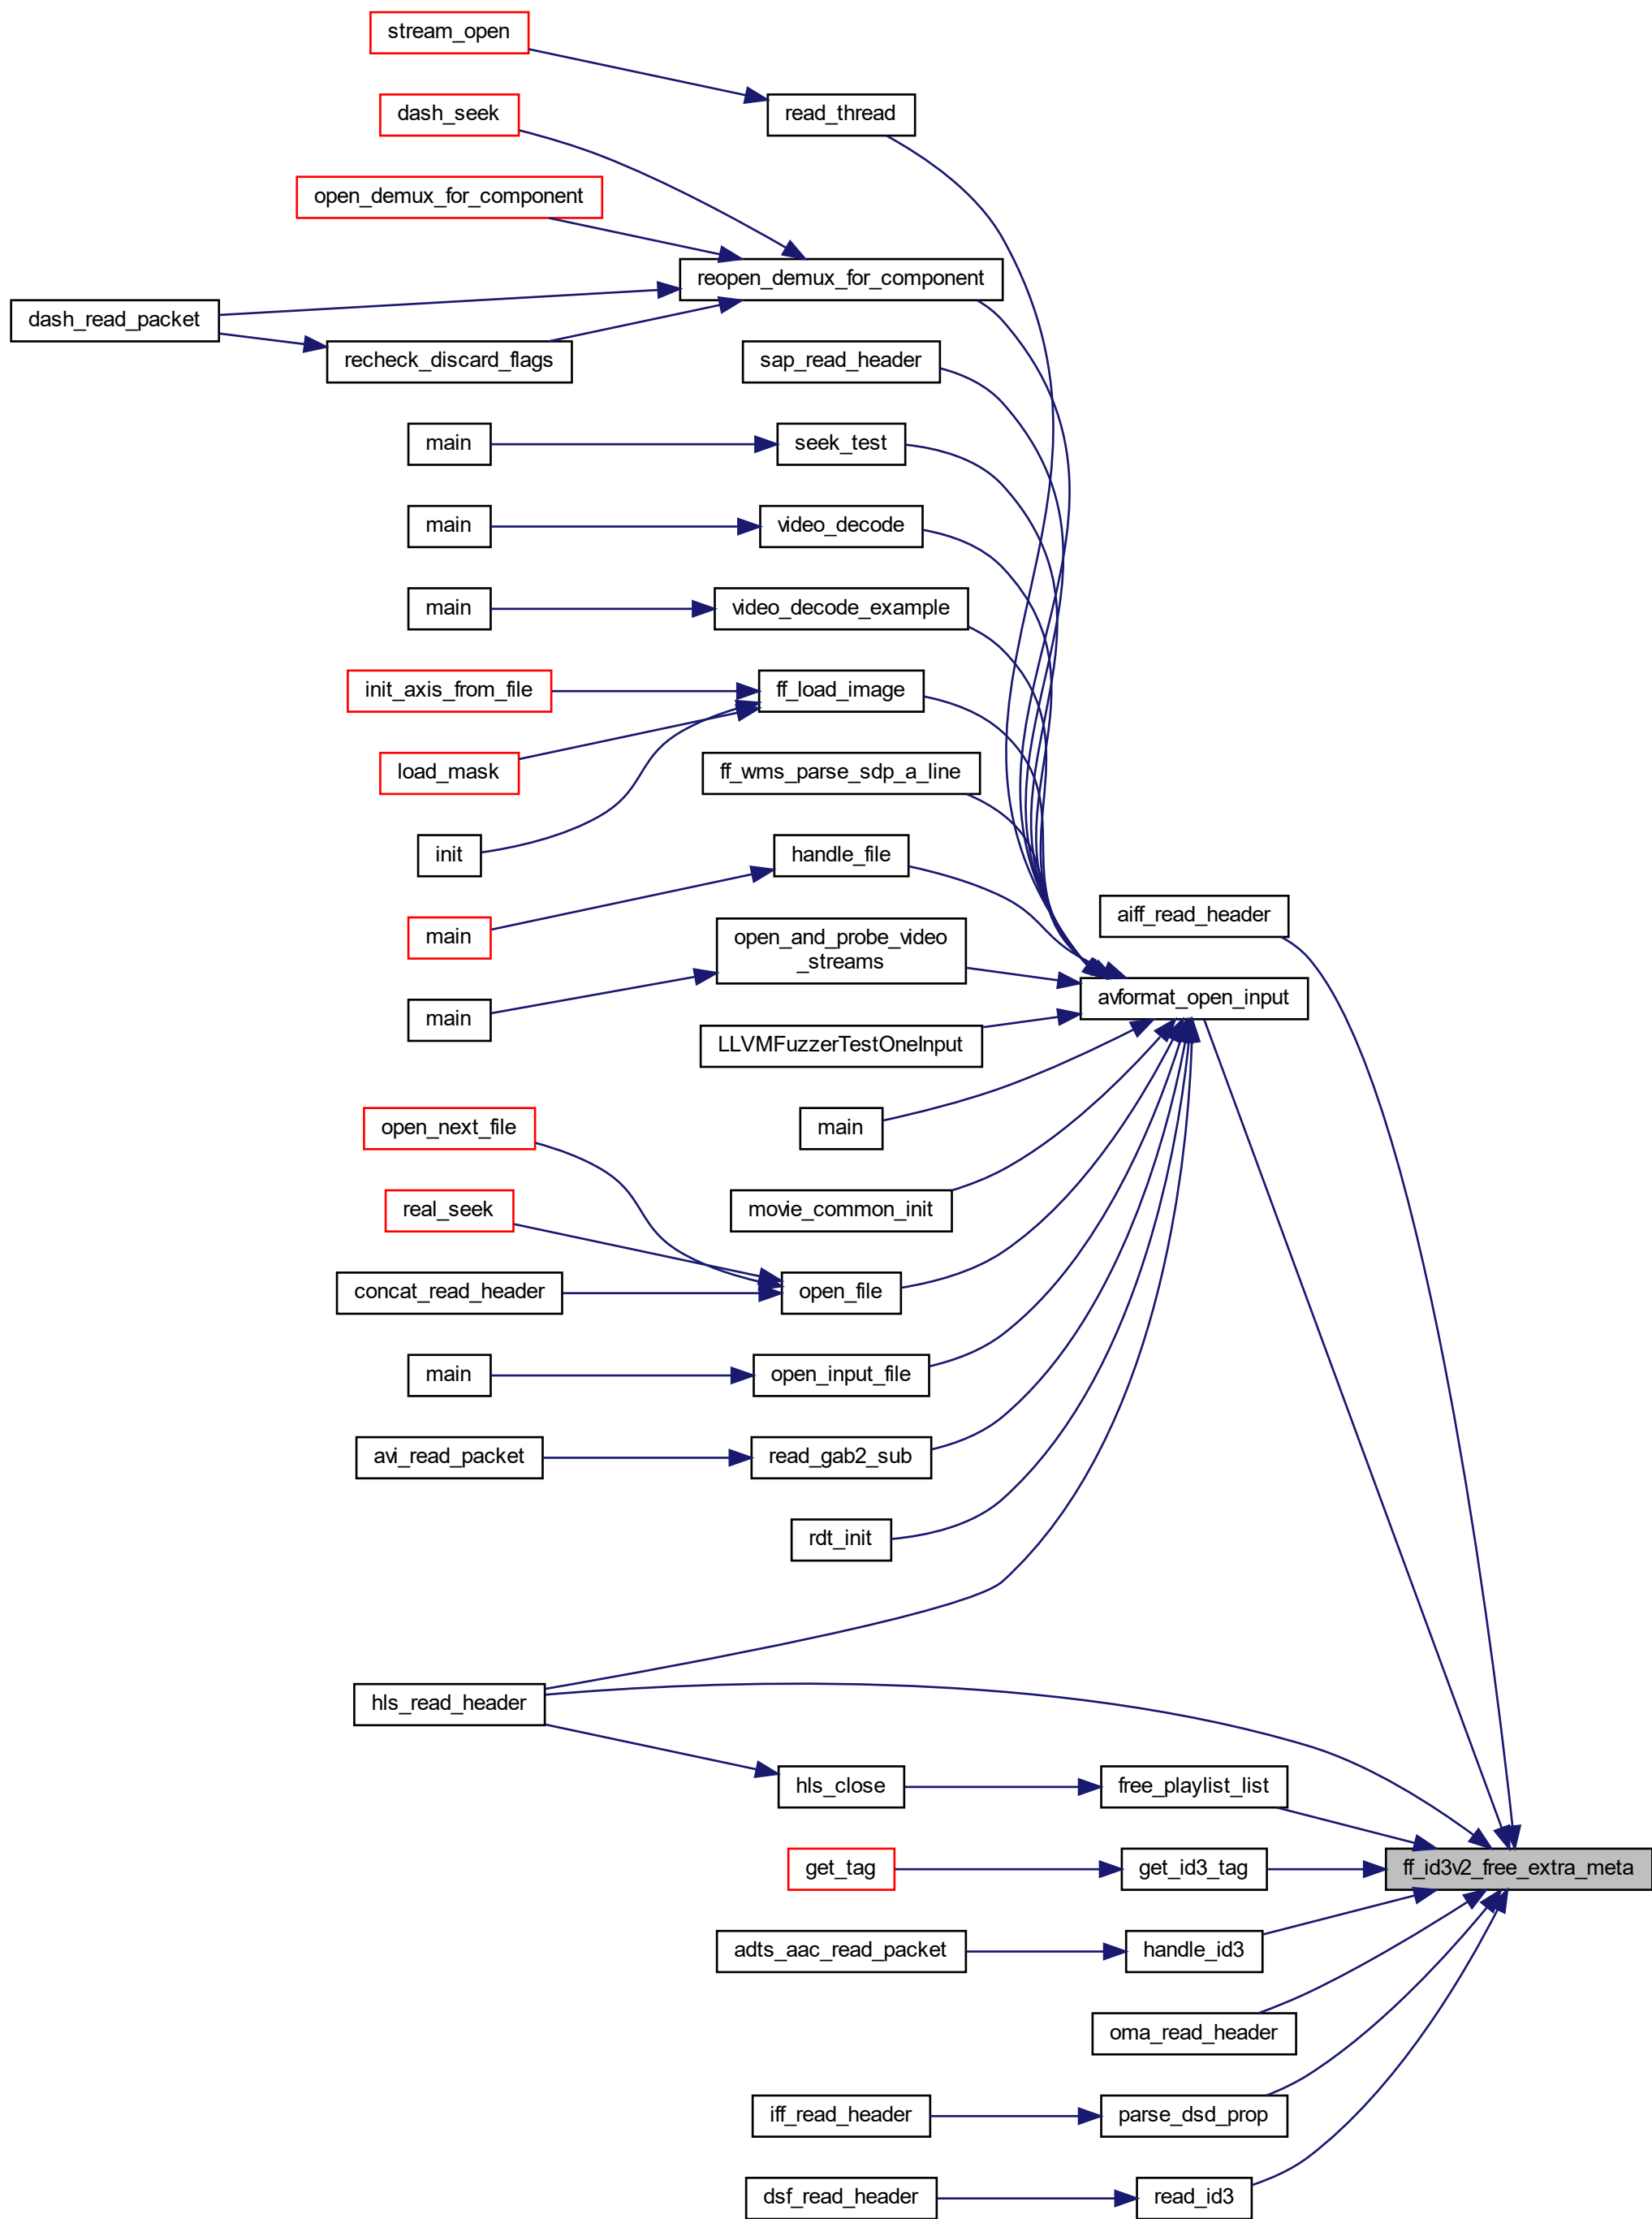 stream_open
dash_seek
read_thread
open_demux_for_component
reopen_demux_for_component
dash_read_packet
recheck_discard_flags
sap_read_header
main
seek_test
main
video_decode
main
video_decode_example
init_axis_from_file
ff_load_image
load_mask
ff_wms_parse_sdp_a_line
init
handle_file
aiff_read_header
main
open_and_probe_video
_streams
avformat_open_input
main
LLVMFuzzerTestOneInput
open_next_file
main
real_seek
movie_common_init
concat_read_header
open_file
main
open_input_file
avi_read_packet
read_gab2_sub
rdt_init
hls_read_header
hls_close
free_playlist_list
get_tag
get_id3_tag
ff_id3v2_free_extra_meta
adts_aac_read_packet
handle_id3
oma_read_header
iff_read_header
parse_dsd_prop
dsf_read_header
read_id3